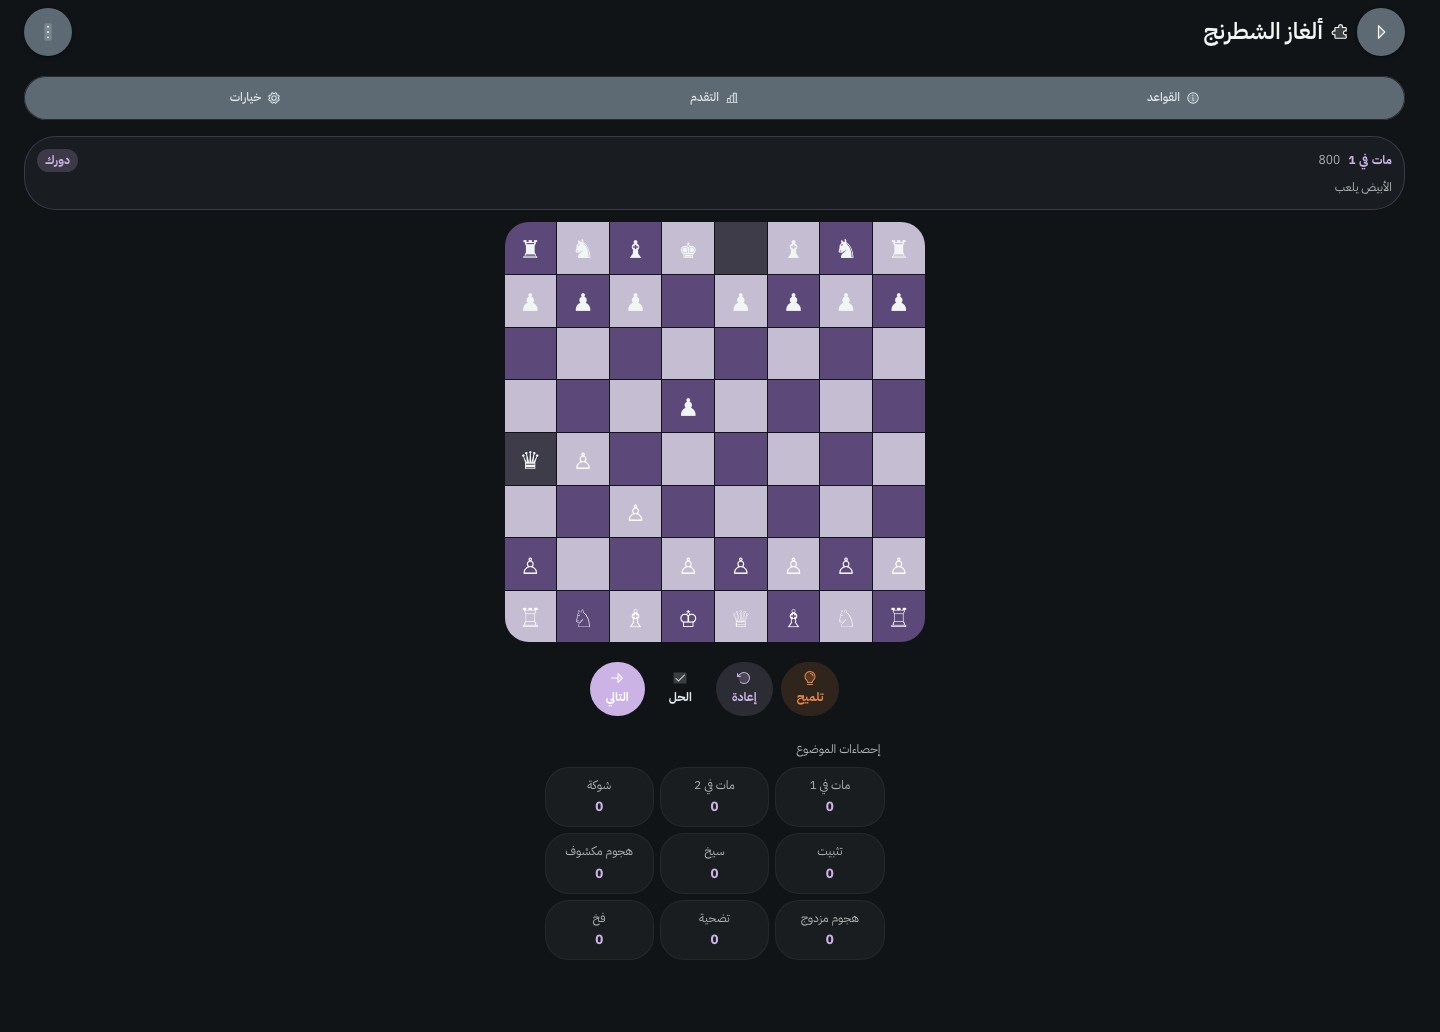 ألغاز الشطرنج
القواعد
التقدم
خيارات
مات في 1 800
دورك
الأبيض يلعب
تلميح
إعادة
الحل
التالي
إحصاءات الموضوع
مات في 1
0
مات في 2
0
شوكة
0
تثبيت
0
سيخ
0
هجوم مكشوف
0
هجوم مزدوج
0
تضحية
0
فخ
0